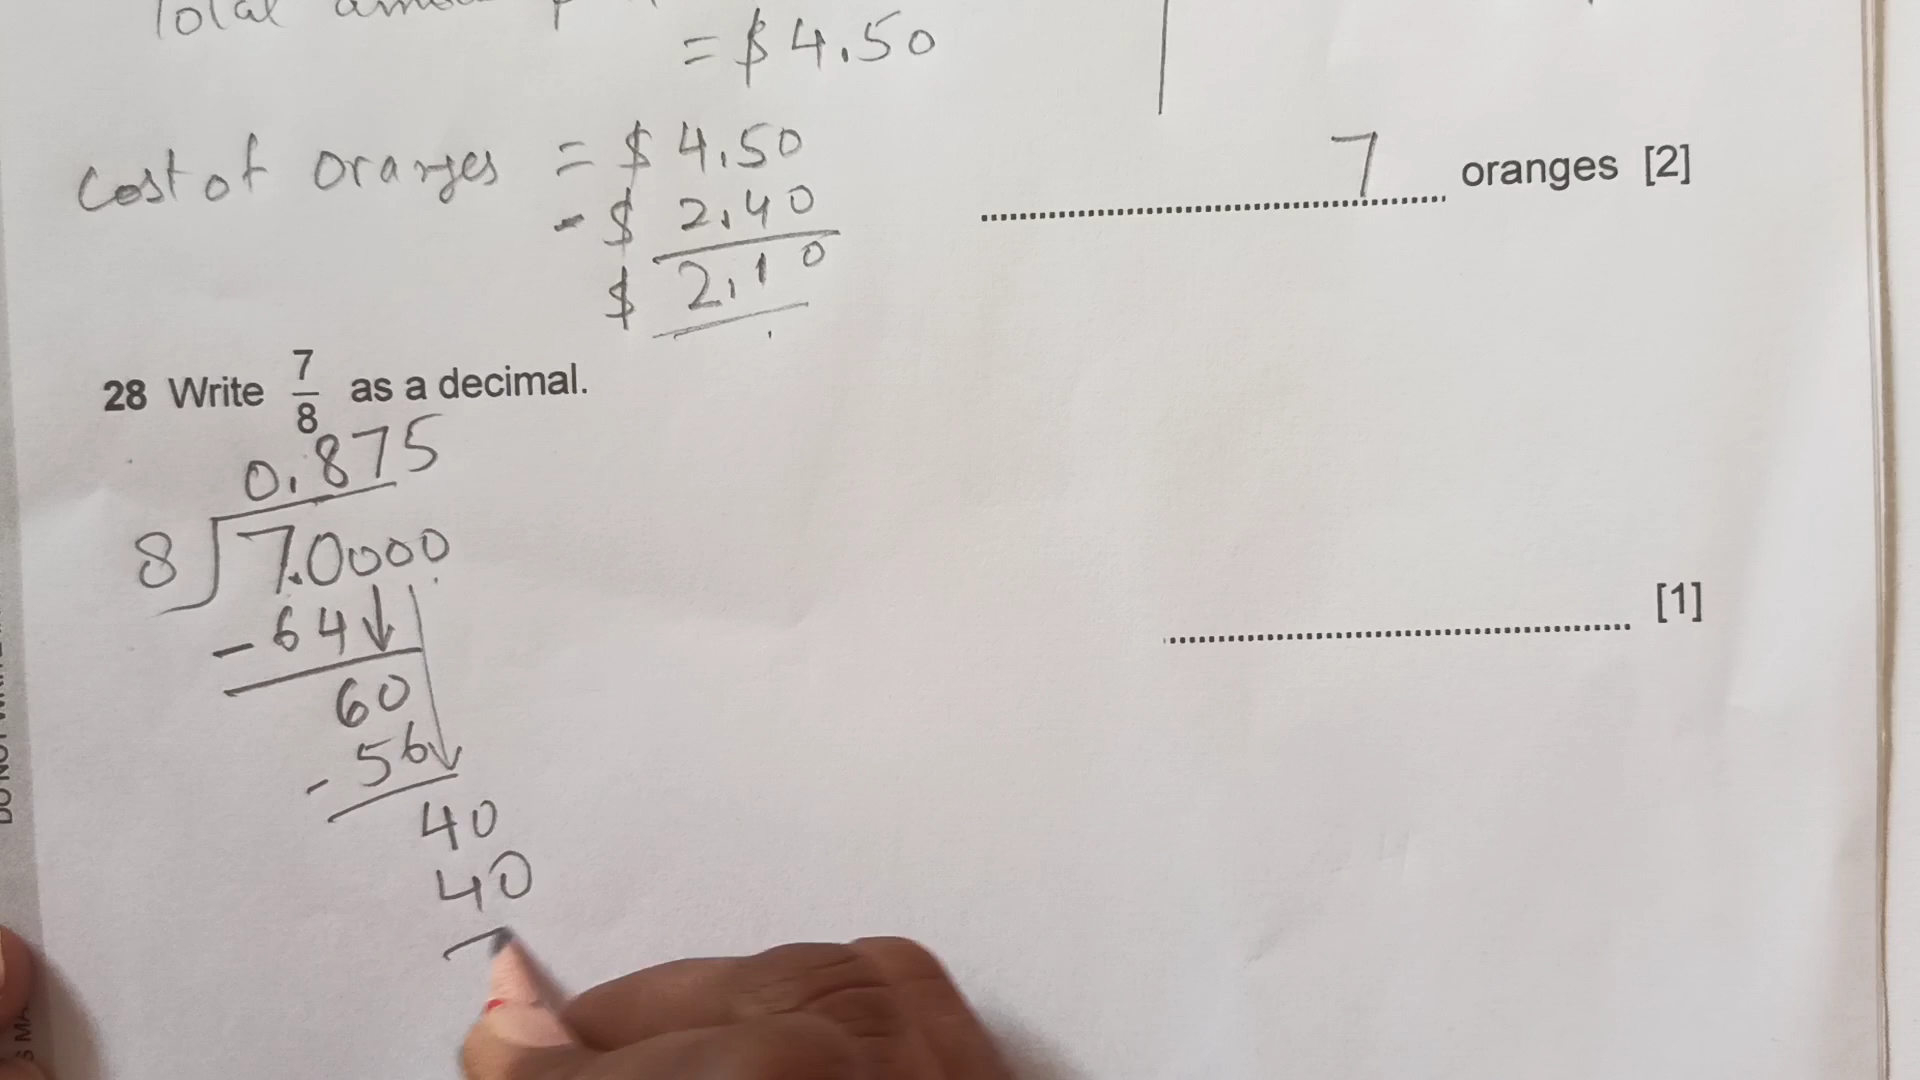 Total
= $ 4.50
Cost of oranges = $ 4.50
- $ 2.40
$ 2.10
7 oranges [2]
28 Write 7/8 as a decimal.
0.875
8 7.0000
- 64
60
- 56
40
40
[1]